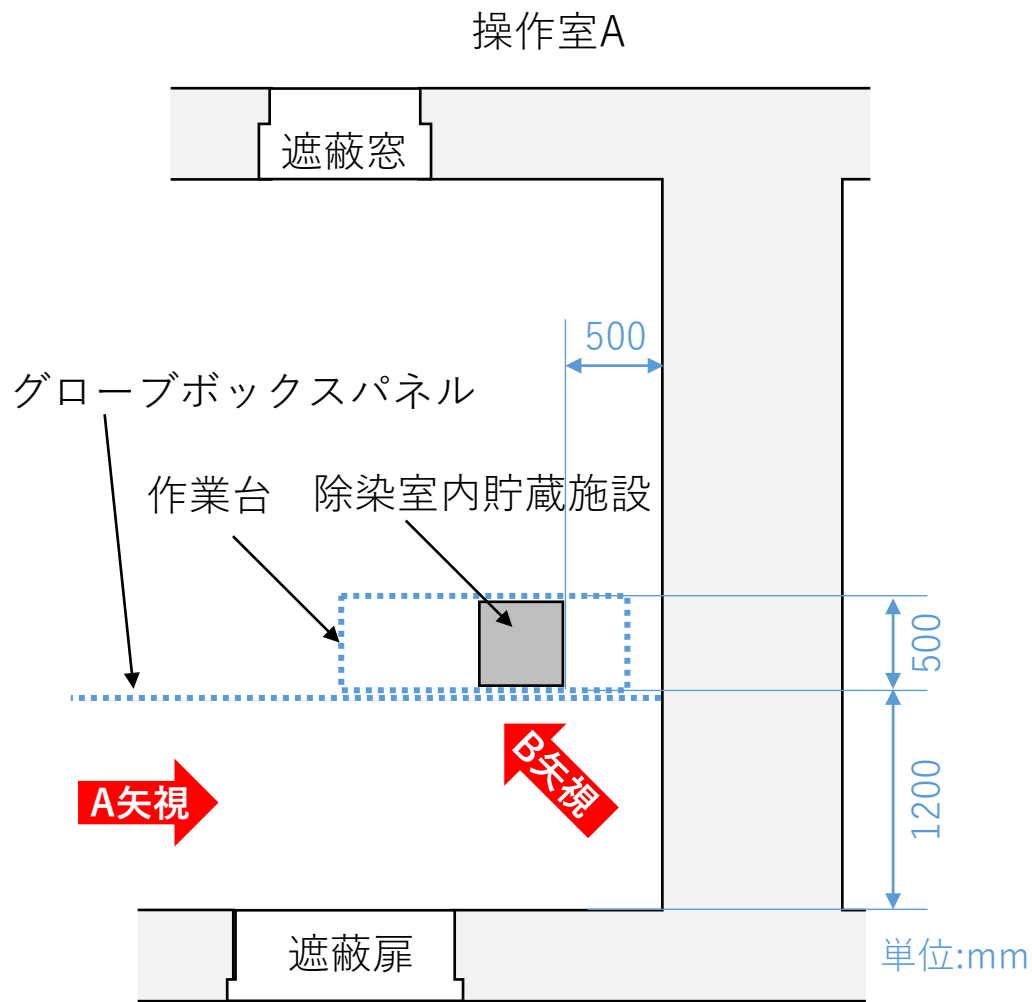 操作室A
遮蔽窓
500
グローブボックスパネル
作業台
除染室内貯蔵施設
500
B矢視
A矢視
1200
遮蔽扉
単位:mm